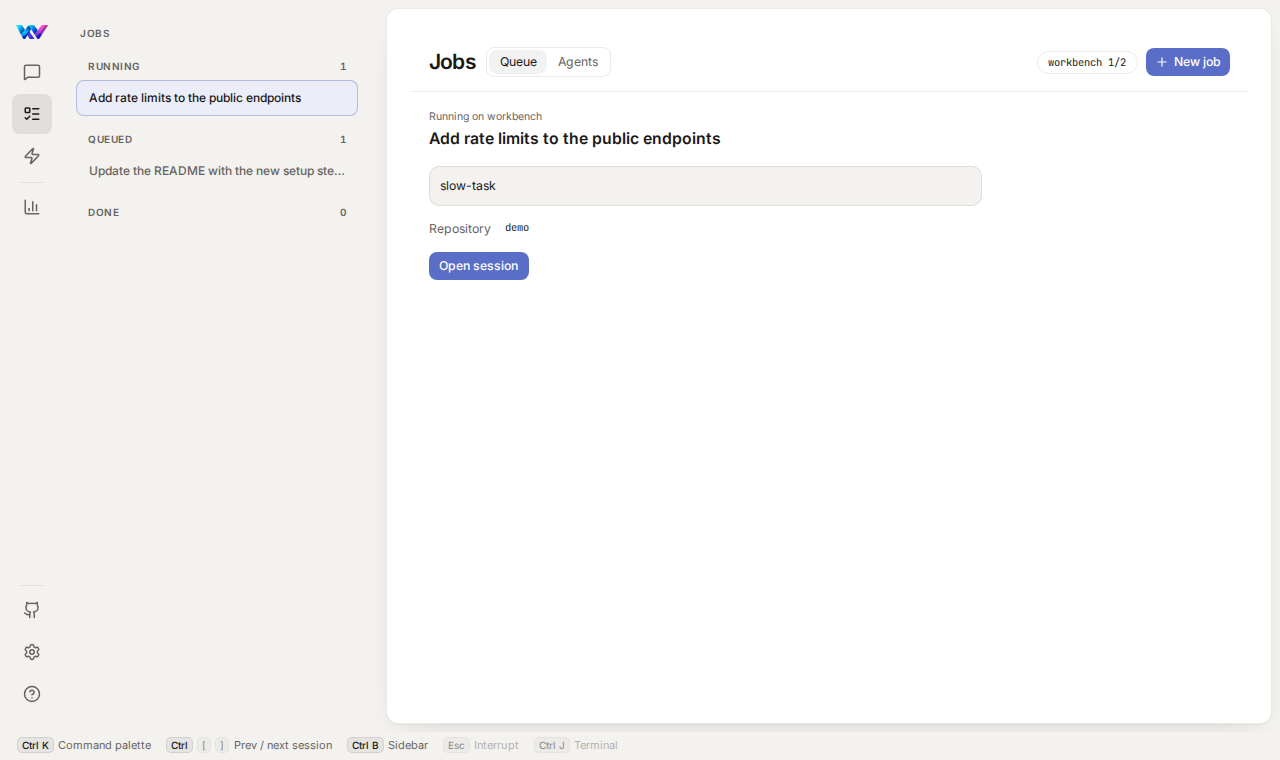 JOBS
RUNNING 1
Add rate limits to the public endpoints
QUEUED 1
Update the README with the new setup ste...
DONE 0
Jobs Queue Agents workbench 1/2 New job
Running on workbench
Add rate limits to the public endpoints
slow-task
Repository demo
Open session
Ctrl K Command palette Ctrl [ ] Prev / next session Ctrl B Sidebar Esc Interrupt Ctrl J Terminal